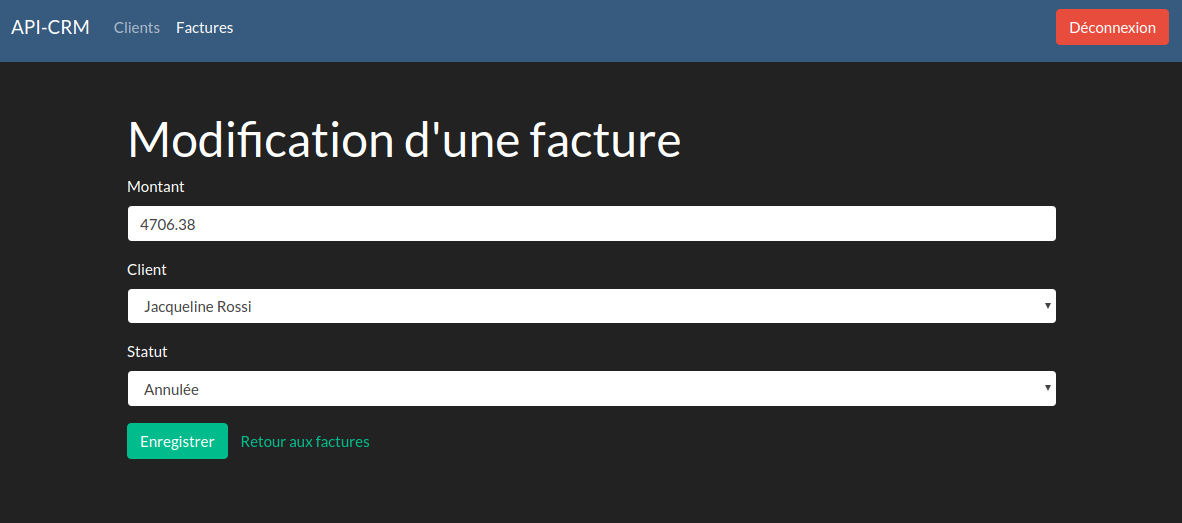 API-CRM Clients Factures Déconnexion
Modification d'une facture
Montant
4706.38
Client
Jacqueline Rossi
Statut
Annulée
Enregistrer Retour aux factures